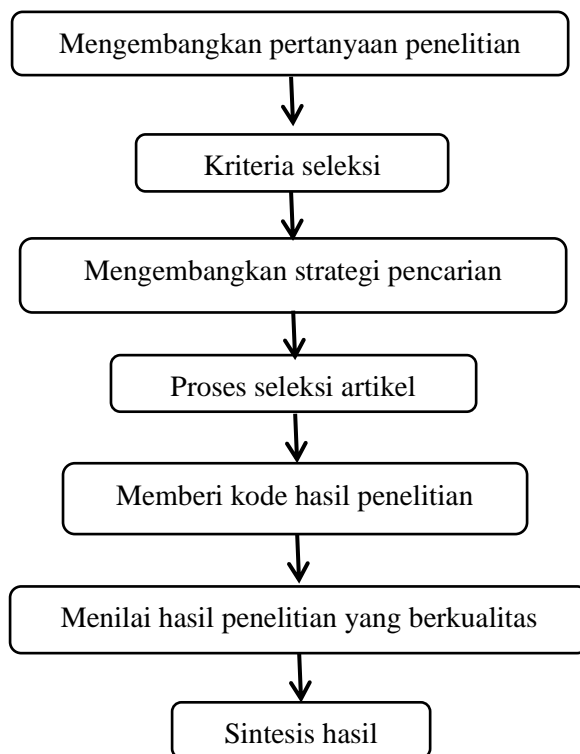 Mengembangkan pertanyaan penelitian
Kriteria seleksi
Mengembangkan strategi pencarian
Proses seleksi artikel
Memberi kode hasil penelitian
Menilai hasil penelitian yang berkualitas
Sintesis hasil